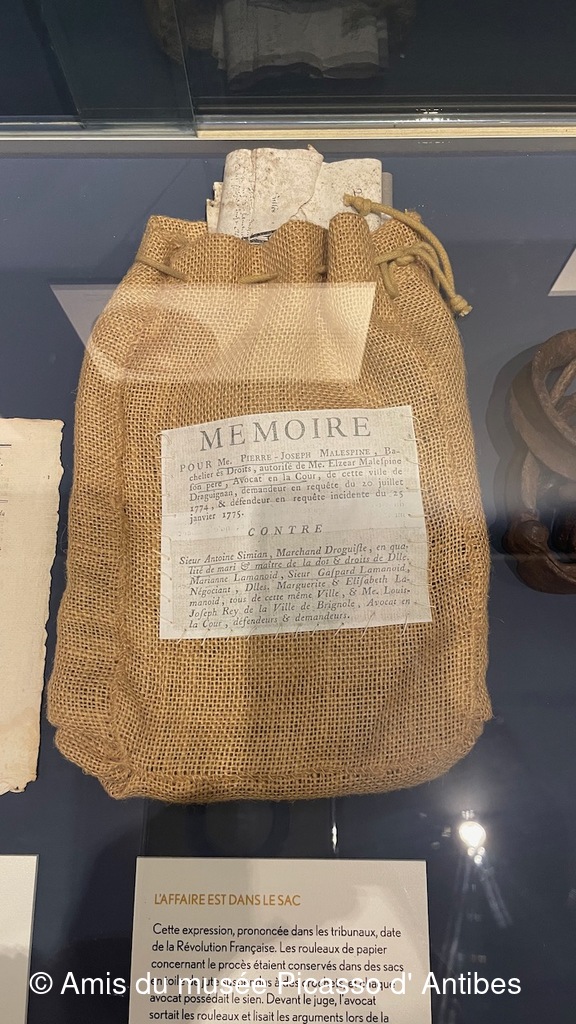 MEMOIRE
POUR Me. PIERRE-JOSEPH MALESPINE, Ba-
chelier ès Droits, autorisé de Me. Elzear Malespine
son pere, Avocat en la Cour, de cette ville de
Draguignan, demandeur en requête du 20 juillet
1774, & défendeur en requête incidente du 25
janvier 1775.
CONTRE
Sieur Antoine Simian, Marchand Droguiste, en qua-
lité de mari & maître de la dot & droits de Dlle.
Marianne Lamanoid, Sieur Gaspard Lamanoid,
Négociant, Dlles. Marguerite & Elisabeth La-
manoid, tous de cette même Ville, & Me. Louis-
Joseph Rey de la Ville de Brignole, Avocat en
la Cour, défendeurs & demandeurs.
L'AFFAIRE EST DANS LE SAC
Cette expression, prononcée dans les tribunaux, date
de la Révolution Française. Les rouleaux de papier
concernant le procès étaient conservés dans des sacs
© Amis du musée Picasso d' Antibes
avocat possédait le sien. Devant le juge, l'avocat
sortait les rouleaux et lisait les arguments lors de la